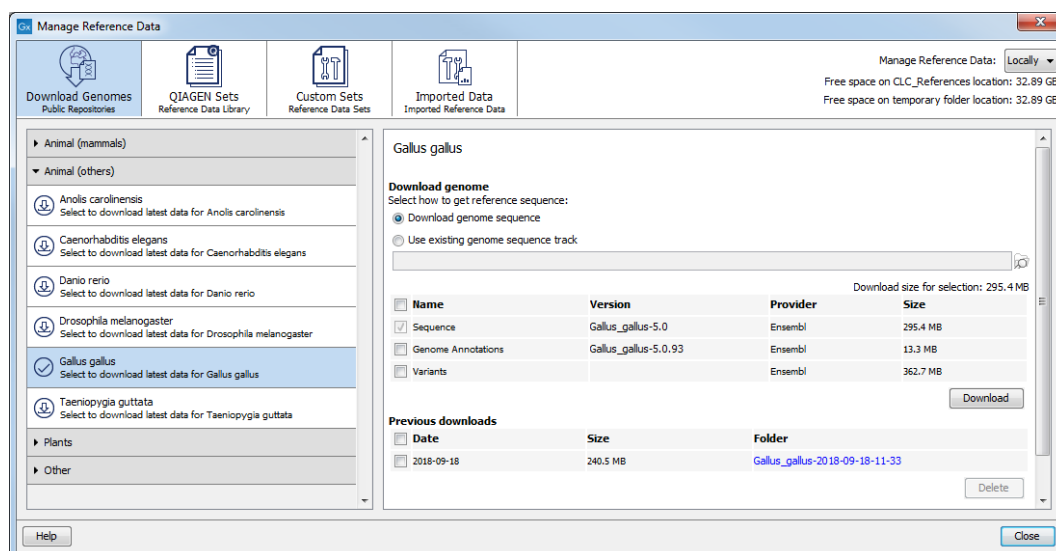 Gx Manage Reference Data
Download Genomes
Public Repositories
QIAGEN Sets
Reference Data Library
Custom Sets
Reference Data Sets
Imported Data
Imported Reference Data
Manage Reference Data: Locally
Free space on CLC_References location: 32.89 GB
Free space on temporary folder location: 32.89 GB
Animal (mammals)
Animal (others)
Anolis carolinensis
Select to download latest data for Anolis carolinensis
Caenorhabditis elegans
Select to download latest data for Caenorhabditis elegans
Danio rerio
Select to download latest data for Danio rerio
Drosophila melanogaster
Select to download latest data for Drosophila melanogaster
Gallus gallus
Select to download latest data for Gallus gallus
Taeniopygia guttata
Select to download latest data for Taeniopygia guttata
Plants
Other
Gallus gallus
Download genome
Select how to get reference sequence:
Download genome sequence
Use existing genome sequence track
Download size for selection: 295.4 MB
Name Version Provider Size
Sequence Gallus_gallus-5.0 Ensembl 295.4 MB
Genome Annotations Gallus_gallus-5.0.93 Ensembl 13.3 MB
Variants Ensembl 362.7 MB
Download
Previous downloads
Date Size Folder
2018-09-18 240.5 MB Gallus_gallus-2018-09-18-11-33
Delete
Help
Close